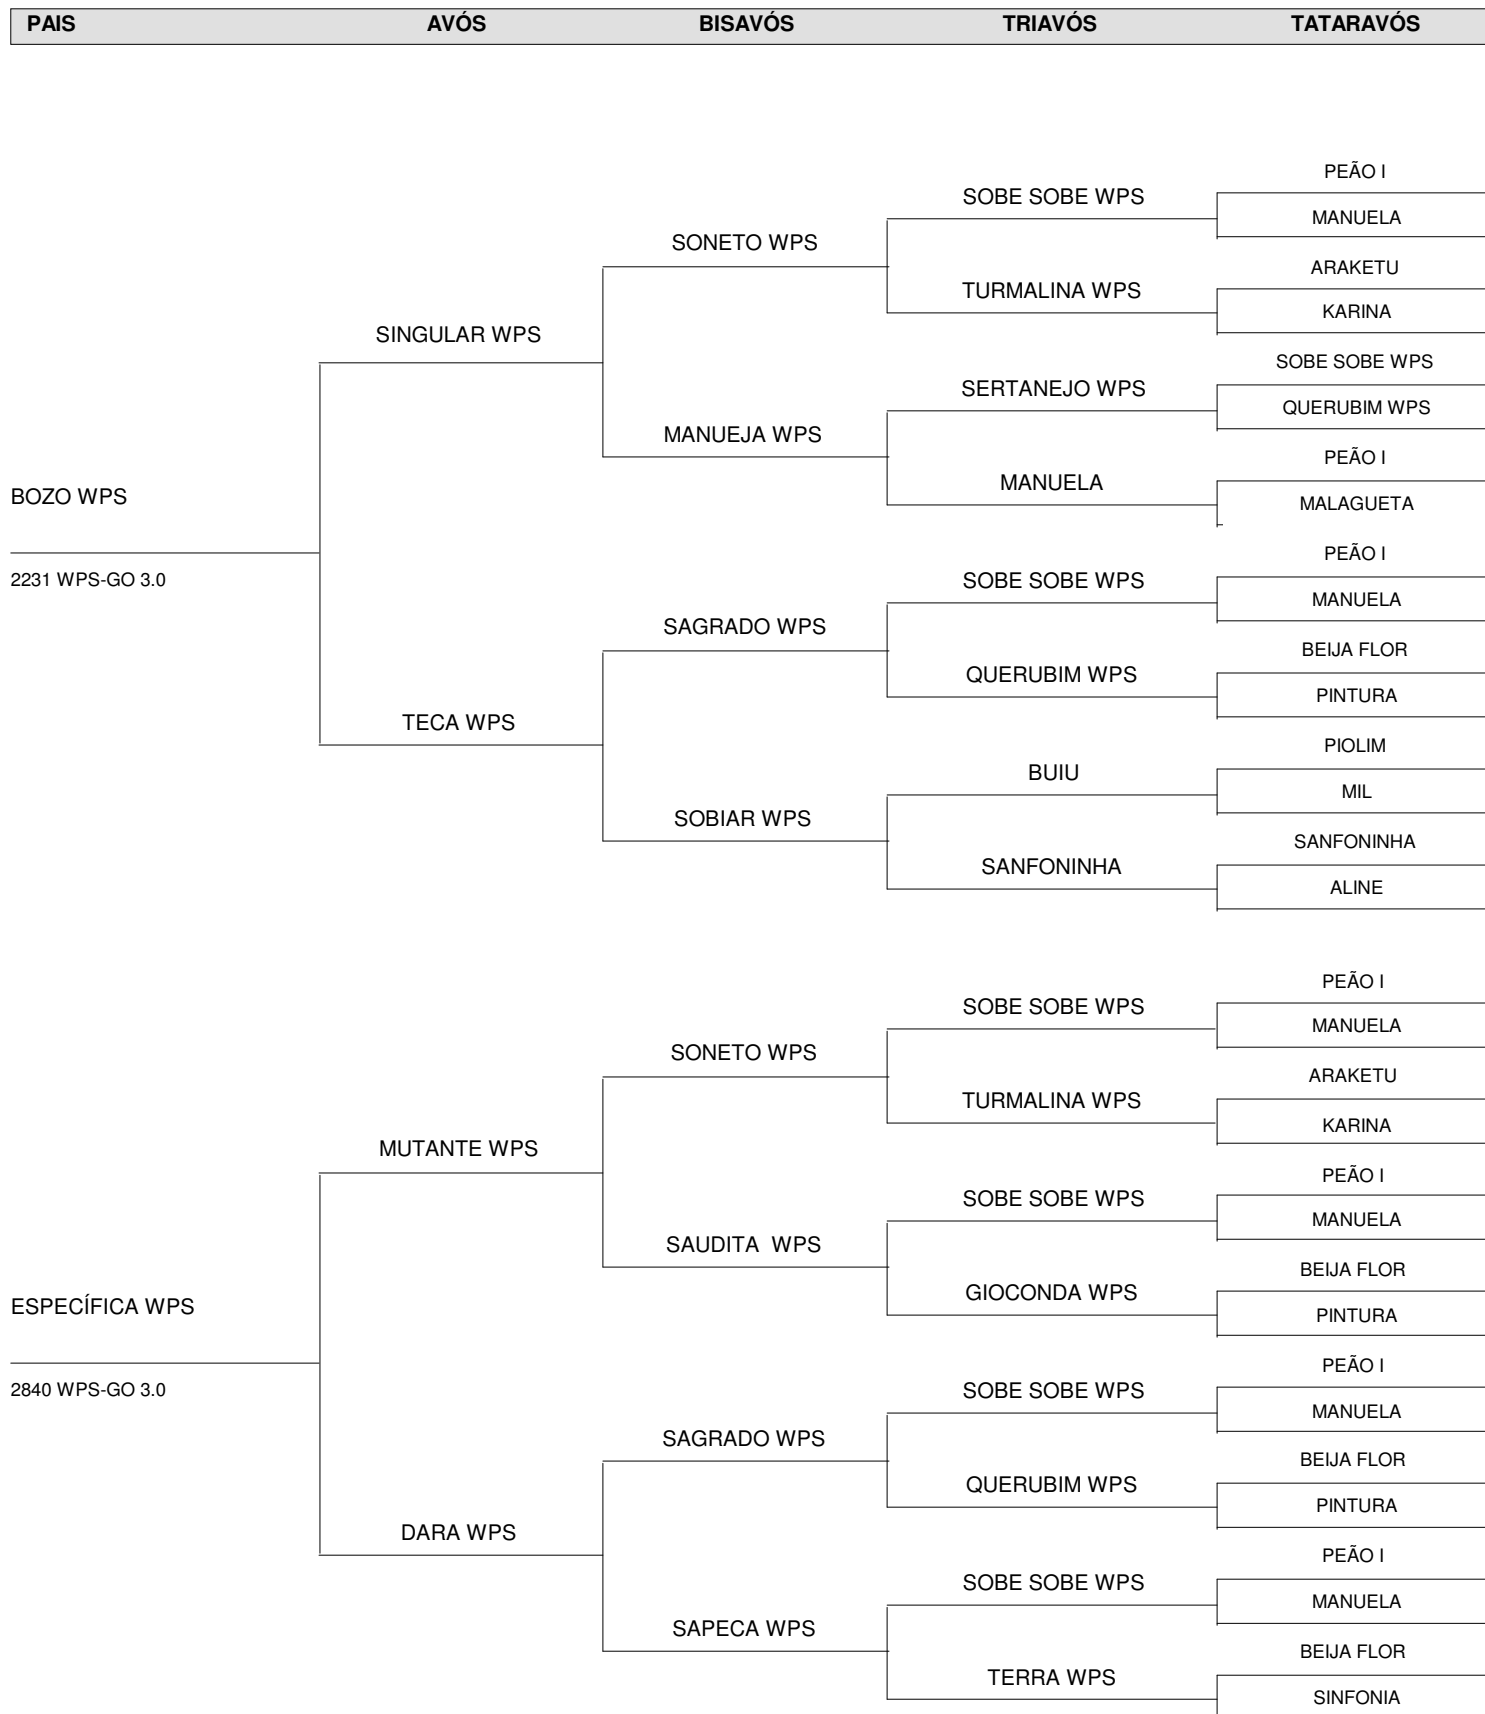 PAIS AVÓS BISAVÓS TRIAVÓS TATARAVÓS
PEÃO I
SOBE SOBE WPS
MANUELA
SONETO WPS
ARAKETU
TURMALINA WPS
KARINA
SINGULAR WPS
SOBE SOBE WPS
SERTANEJO WPS
QUERUBIM WPS
MANUEJA WPS
PEÃO I
MANUELA
MALAGUETA
BOZO WPS
PEÃO I
2231 WPS-GO 3.0
SOBE SOBE WPS
MANUELA
SAGRADO WPS
BEIJA FLOR
QUERUBIM WPS
PINTURA
TECA WPS
PIOLIM
BUIU
MIL
SOBIAR WPS
SANFONINHA
SANFONINHA
ALINE
PEÃO I
SOBE SOBE WPS
MANUELA
SONETO WPS
ARAKETU
TURMALINA WPS
KARINA
MUTANTE WPS
PEÃO I
SOBE SOBE WPS
MANUELA
SAUDITA  WPS
BEIJA FLOR
GIOCONDA WPS
PINTURA
ESPECÍFICA WPS
PEÃO I
2840 WPS-GO 3.0
SOBE SOBE WPS
MANUELA
SAGRADO WPS
BEIJA FLOR
QUERUBIM WPS
PINTURA
DARA WPS
PEÃO I
SOBE SOBE WPS
MANUELA
SAPECA WPS
BEIJA FLOR
TERRA WPS
SINFONIA